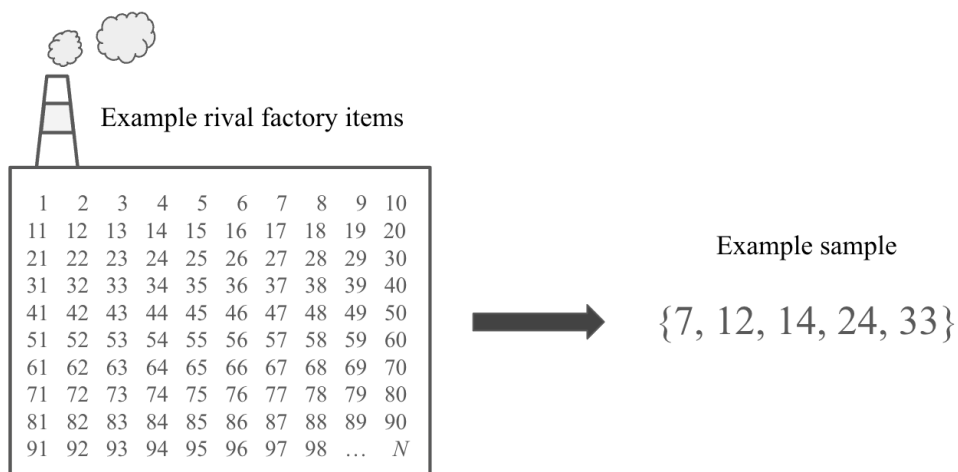 Example rival factory items
1 2 3 4 5 6 7 8 9 10
11 12 13 14 15 16 17 18 19 20
21 22 23 24 25 26 27 28 29 30
31 32 33 34 35 36 37 38 39 40
41 42 43 44 45 46 47 48 49 50
51 52 53 54 55 56 57 58 59 60
61 62 63 64 65 66 67 68 69 70
71 72 73 74 75 76 77 78 79 80
81 82 83 84 85 86 87 88 89 90
91 92 93 94 95 96 97 98 … N
Example sample
{7, 12, 14, 24, 33}